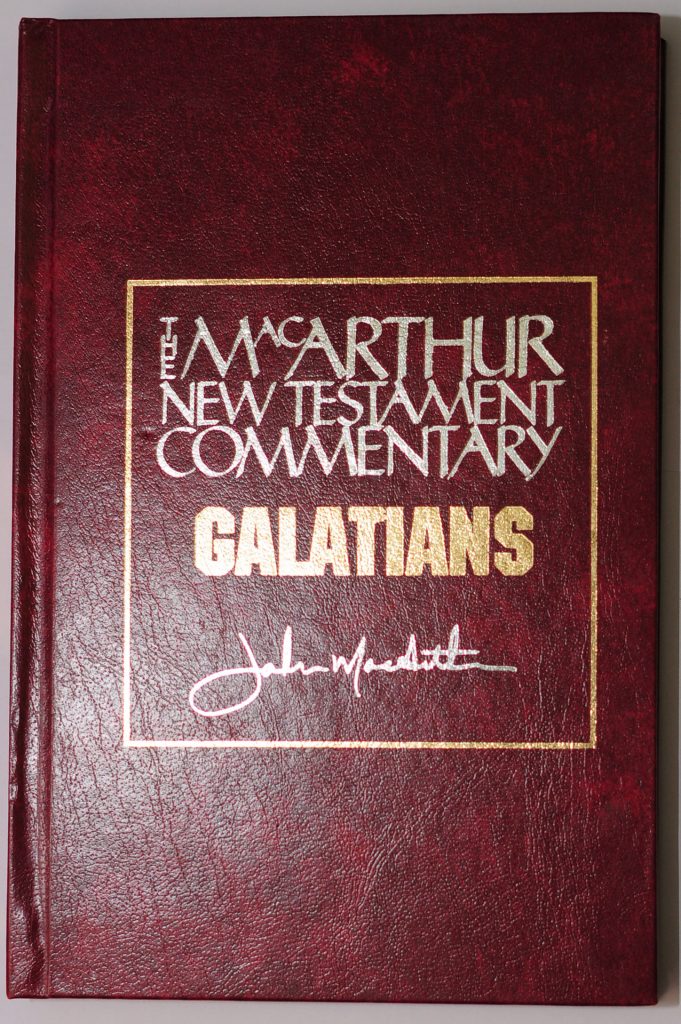 THE MACARTHUR
NEW TESTAMENT
COMMENTARY
GALATIANS
John MacArthur